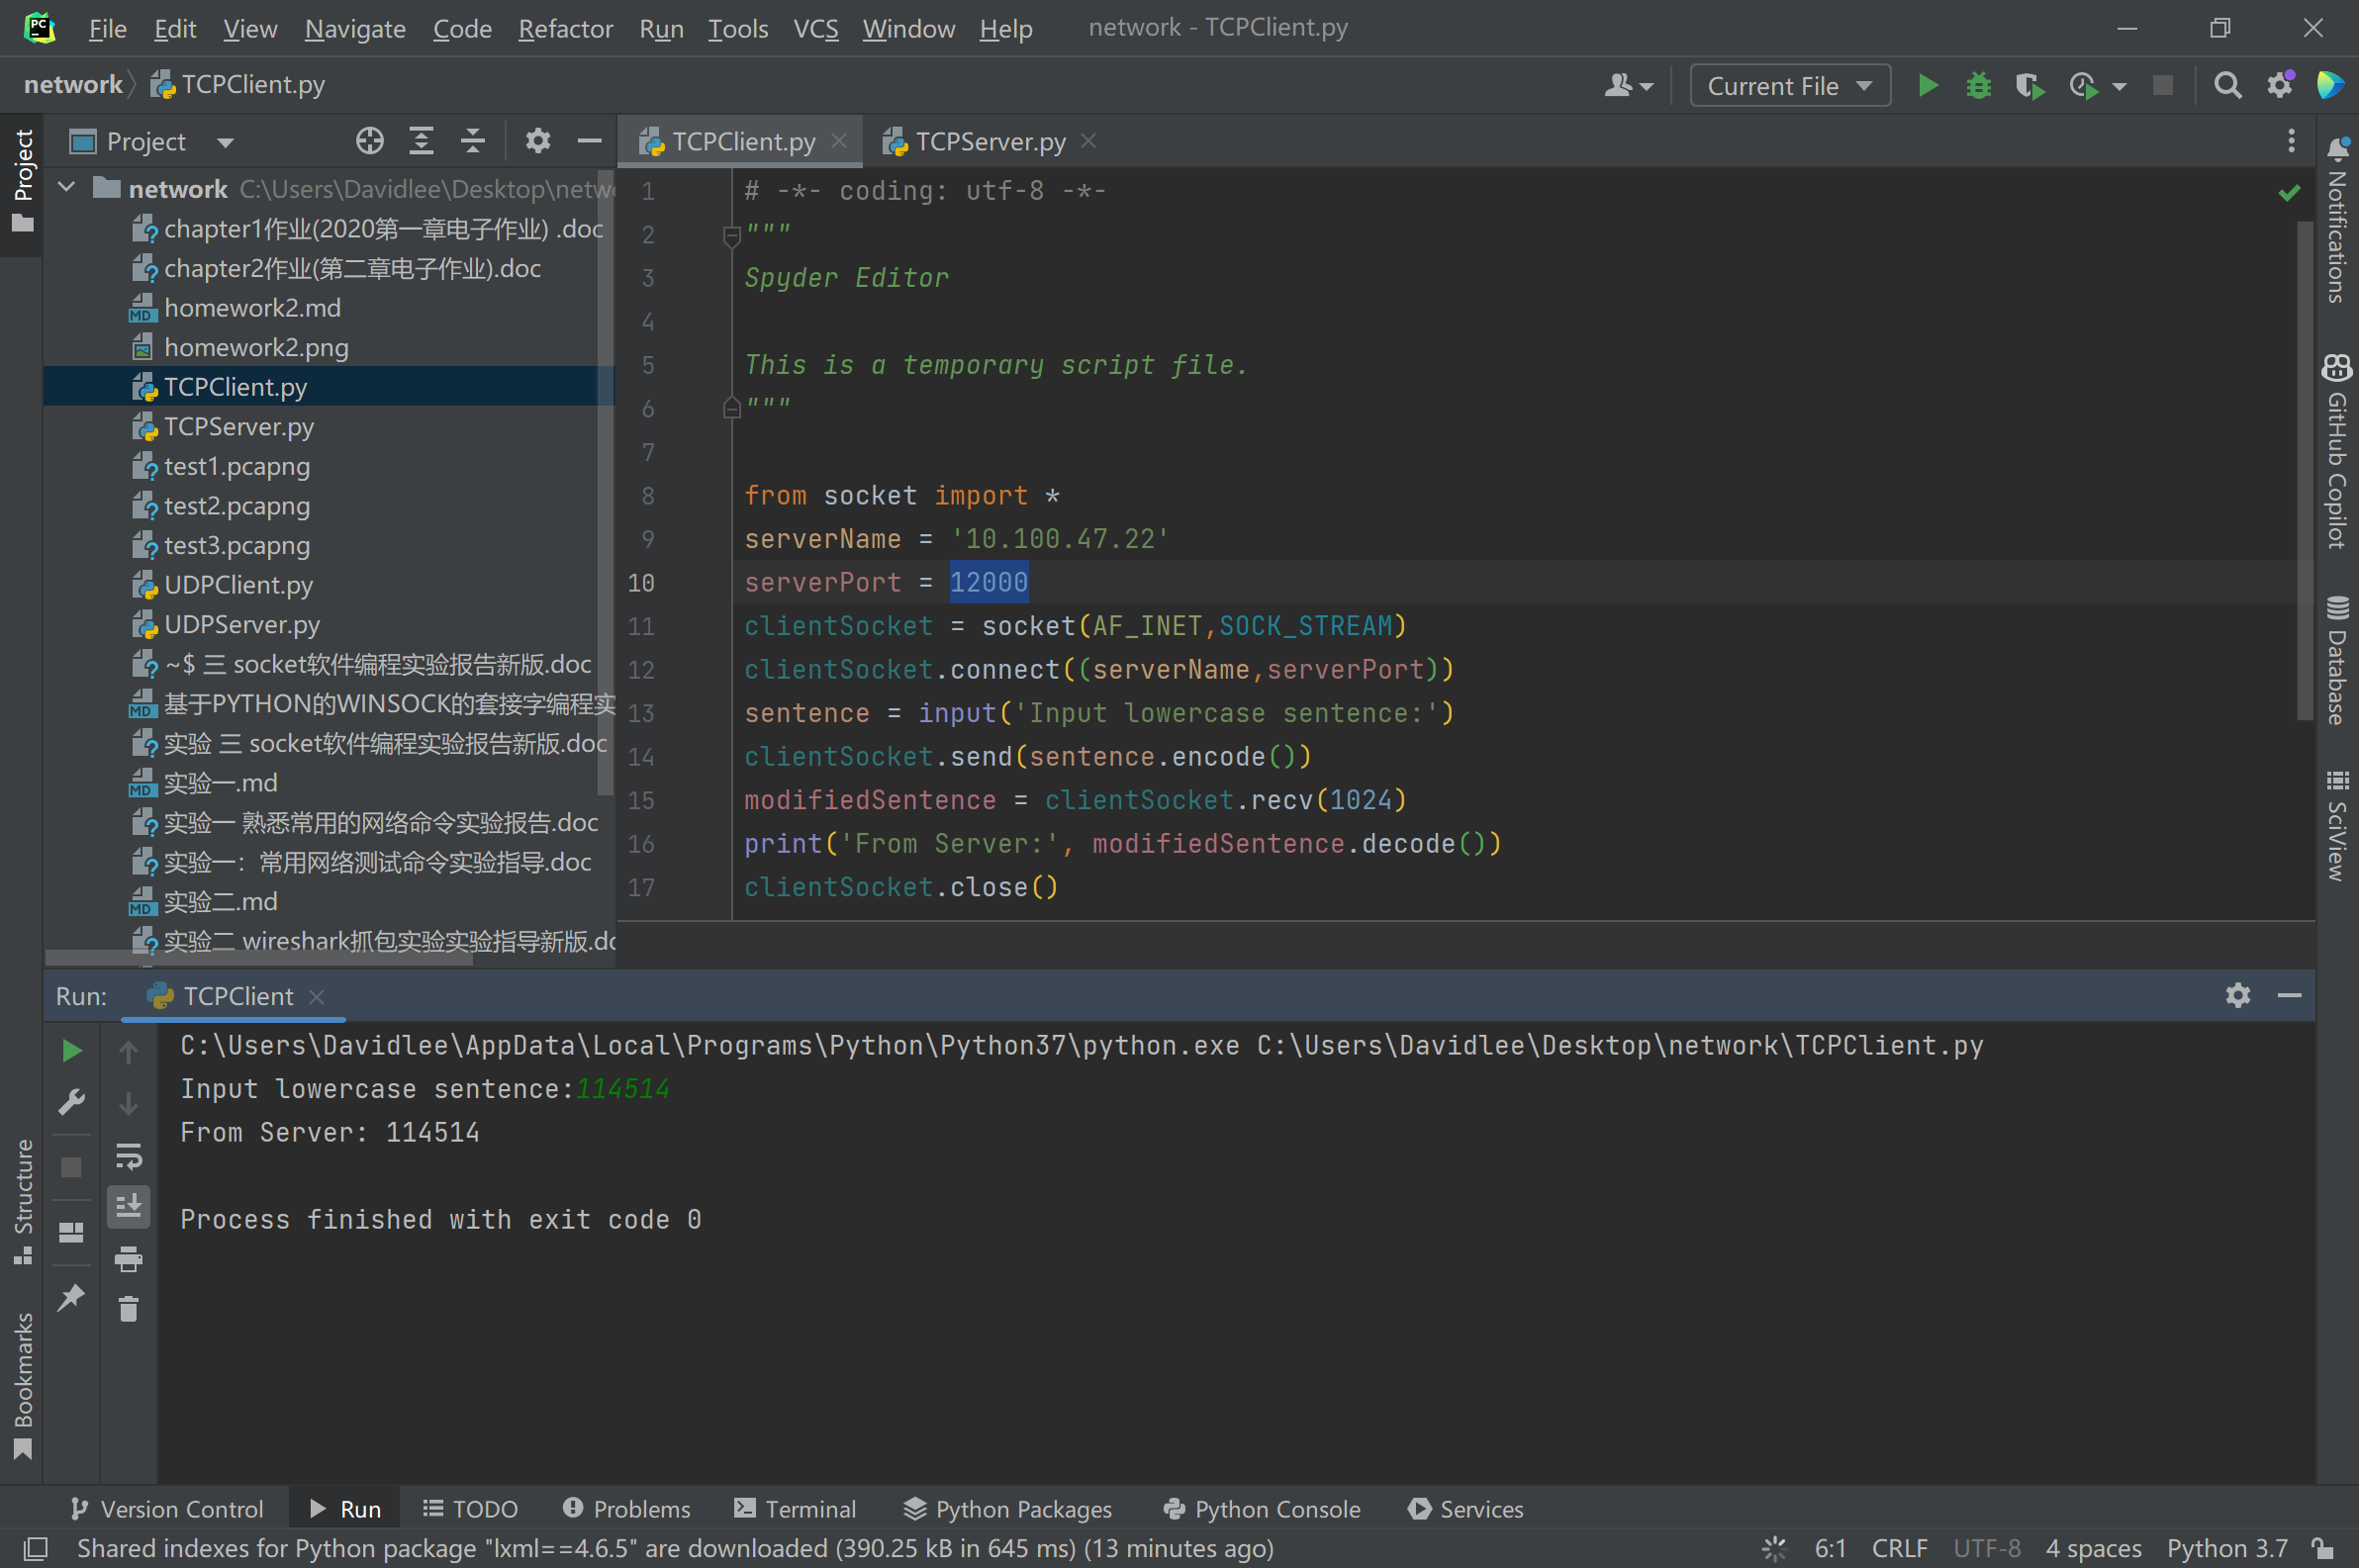 File Edit View Navigate Code Refactor Run Tools VCS Window Help network - TCPClient.py
network TCPClient.py Current File
Project
Project
TCPClient.py TCPServer.py
network C:\Users\Davidlee\Desktop\netwo
chapter1作业(2020第一章电子作业) .doc
chapter2作业(第二章电子作业).doc
homework2.md
homework2.png
TCPClient.py
TCPServer.py
test1.pcapng
test2.pcapng
test3.pcapng
UDPClient.py
UDPServer.py
~$ 三 socket软件编程实验报告新版.doc
基于PYTHON的WINSOCK的套接字编程实
实验 三 socket软件编程实验报告新版.doc
实验一.md
实验一 熟悉常用的网络命令实验报告.doc
实验一：常用网络测试命令实验指导.doc
实验二.md
实验二 wireshark抓包实验实验指导新版.dc
1 # -*- coding: utf-8 -*-
2 """
3 Spyder Editor
4
5 This is a temporary script file.
6 """
7
8 from socket import *
9 serverName = '10.100.47.22'
10 serverPort = 12000
11 clientSocket = socket(AF_INET,SOCK_STREAM)
12 clientSocket.connect((serverName,serverPort))
13 sentence = input('Input lowercase sentence:')
14 clientSocket.send(sentence.encode())
15 modifiedSentence = clientSocket.recv(1024)
16 print('From Server:', modifiedSentence.decode())
17 clientSocket.close()
Notifications
GitHub Copilot
Database
SciView
Run: TCPClient
C:\Users\Davidlee\AppData\Local\Programs\Python\Python37\python.exe C:\Users\Davidlee\Desktop\network\TCPClient.py
Input lowercase sentence:114514
From Server: 114514
Process finished with exit code 0
Structure
Bookmarks
Version Control Run TODO Problems Terminal Python Packages Python Console Services
Shared indexes for Python package "lxml==4.6.5" are downloaded (390.25 kB in 645 ms) (13 minutes ago) 6:1 CRLF UTF-8 4 spaces Python 3.7